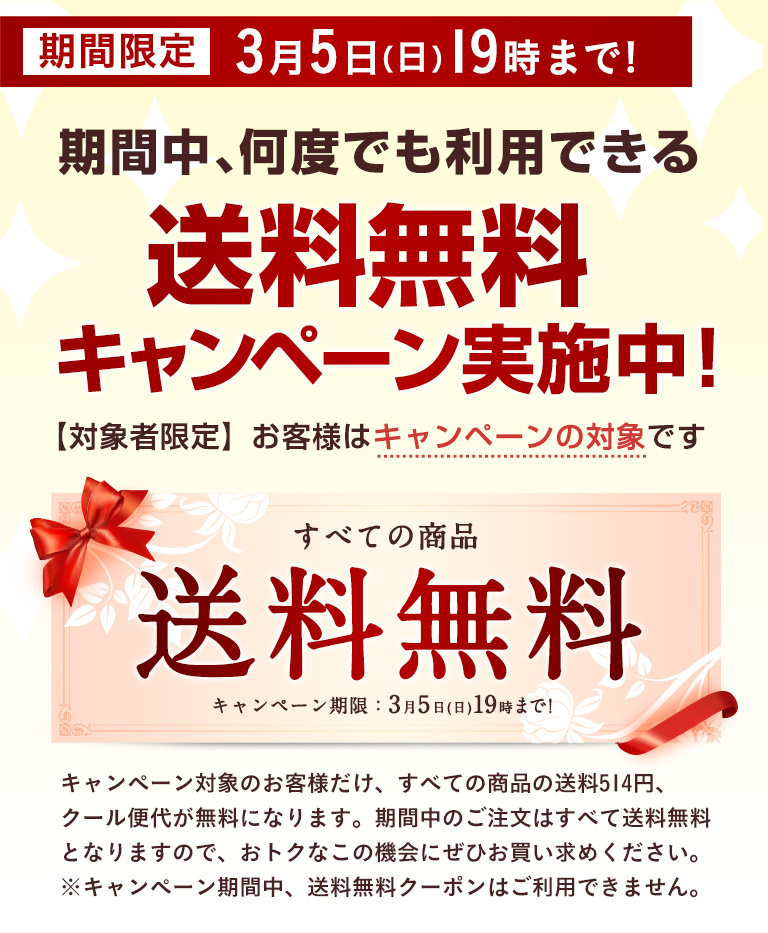 期間限定 3月5日(日)19時まで!
期間中、何度でも利用できる
送料無料
キャンペーン実施中!
【対象者限定】お客様はキャンペーンの対象です
すべての商品
送料無料
キャンペーン期限:3月5日(日)19時まで!
キャンペーン対象のお客様だけ、すべての商品の送料514円、
クール便代が無料になります。期間中のご注文はすべて送料無料
となりますので、おトクなこの機会にぜひお買い求めください。
※キャンペーン期間中、送料無料クーポンはご利用できません。